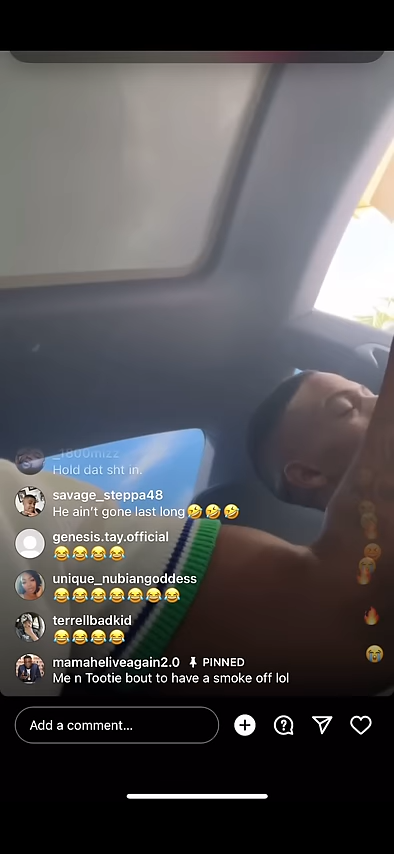 _1800mizz
Hold dat sht in.
savage_steppa48
He ain't gone last long🤣🤣🤣
genesis.tay.official
😂😂😂😂
unique_nubiangoddess
😂😂😂😂😂😂😂
terrellbadkid
😂😂😂😂
mamaheliveagain2.0 PINNED
Me n Tootie bout to have a smoke off lol
Add a comment...